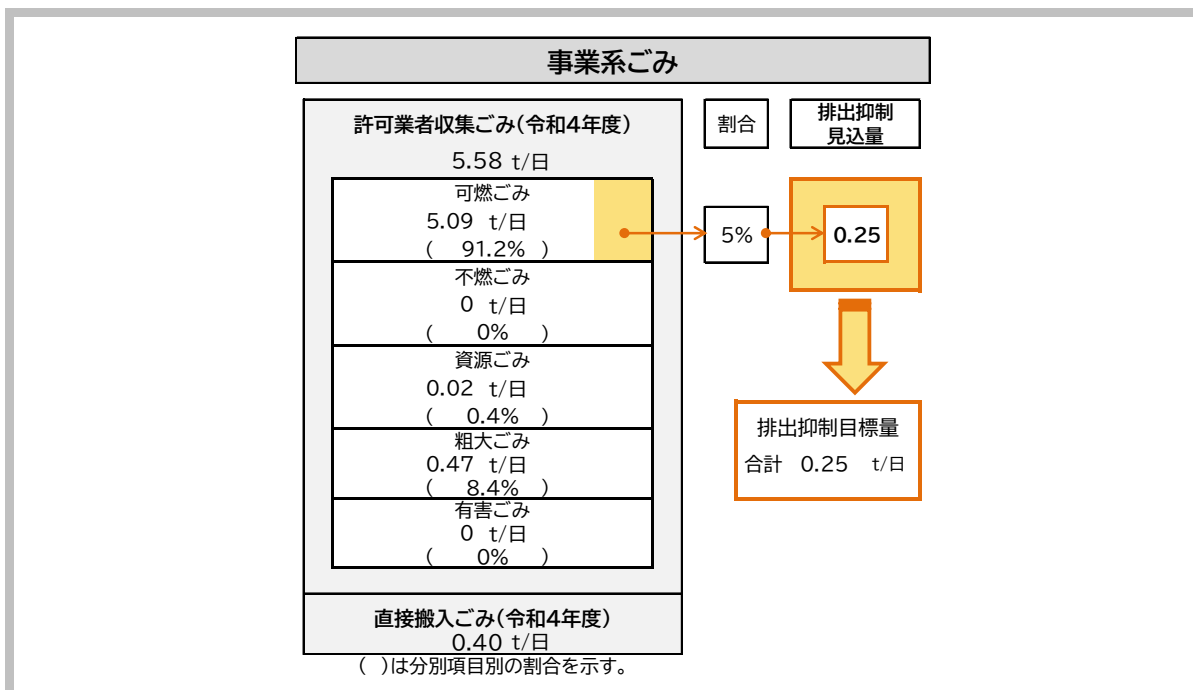 事業系ごみ
許可業者収集ごみ(令和4年度)
5.58 t/日
可燃ごみ
5.09 t/日
( 91.2% )
不燃ごみ
0 t/日
( 0% )
資源ごみ
0.02 t/日
( 0.4% )
粗大ごみ
0.47 t/日
( 8.4% )
有害ごみ
0 t/日
( 0% )
直接搬入ごみ(令和4年度)
0.40 t/日
( )は分別項目別の割合を示す。
割合
5%
排出抑制
見込量
0.25
排出抑制目標量
合計 0.25 t/日